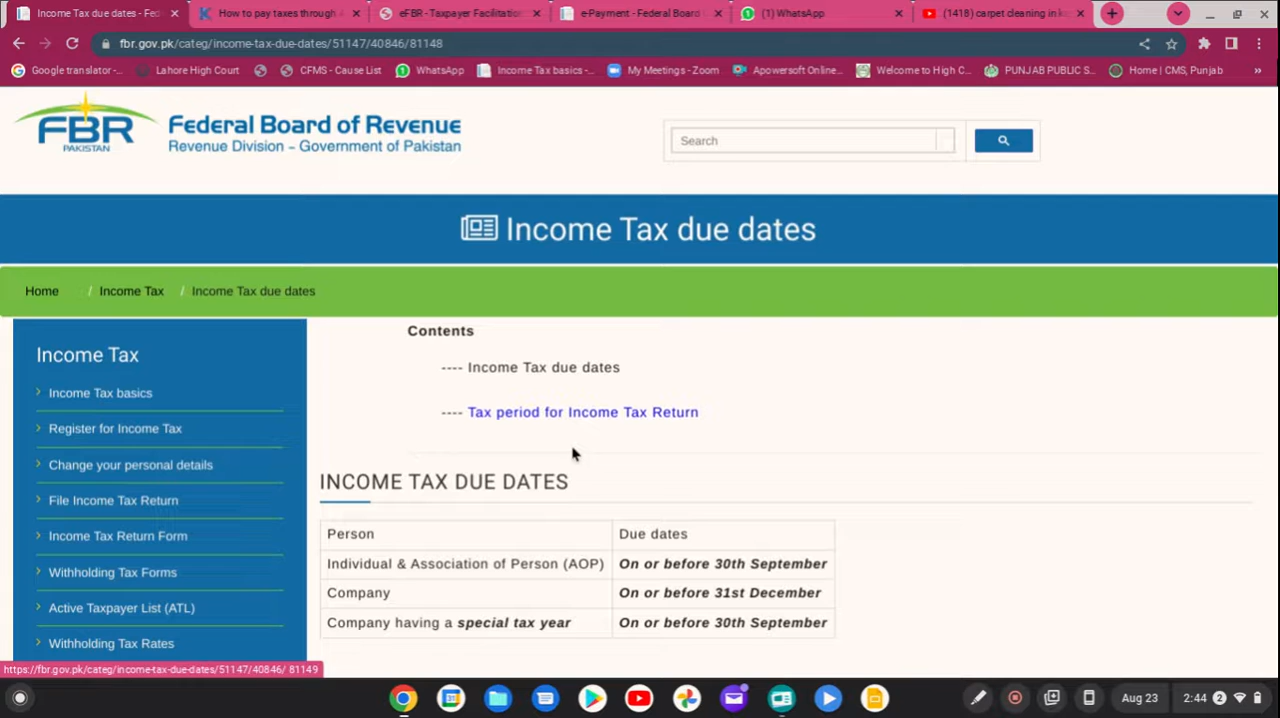 Income Tax due dates - Fed
How to pay taxes through
eFBR - Taxpayer Facilitation
e-Payment - Federal Board
(1) WhatsApp
(1418) carpet cleaning in k
fbr.gov.pk/categ/income-tax-due-dates/51147/40846/81148
Google translator -...
Lahore High Court
CFMS - Cause List
WhatsApp
Income Tax basics -...
My Meetings - Zoom
Apowersoft Online...
Welcome to High C...
PUNJAB PUBLIC S...
Home | CMS, Punjab
»
FBR
PAKISTAN
Federal Board of Revenue
Revenue Division – Government of Pakistan
Search
Income Tax due dates
Home / Income Tax / Income Tax due dates
Income Tax
Income Tax basics
Register for Income Tax
Change your personal details
File Income Tax Return
Income Tax Return Form
Withholding Tax Forms
Active Taxpayer List (ATL)
Withholding Tax Rates
Contents
---- Income Tax due dates
---- Tax period for Income Tax Return
INCOME TAX DUE DATES
Person Due dates
Individual & Association of Person (AOP) On or before 30th September
Company On or before 31st December
Company having a special tax year On or before 30th September
https://fbr.gov.pk/categ/income-tax-due-dates/51147/40846/ 81149
Aug 23
2:44
2